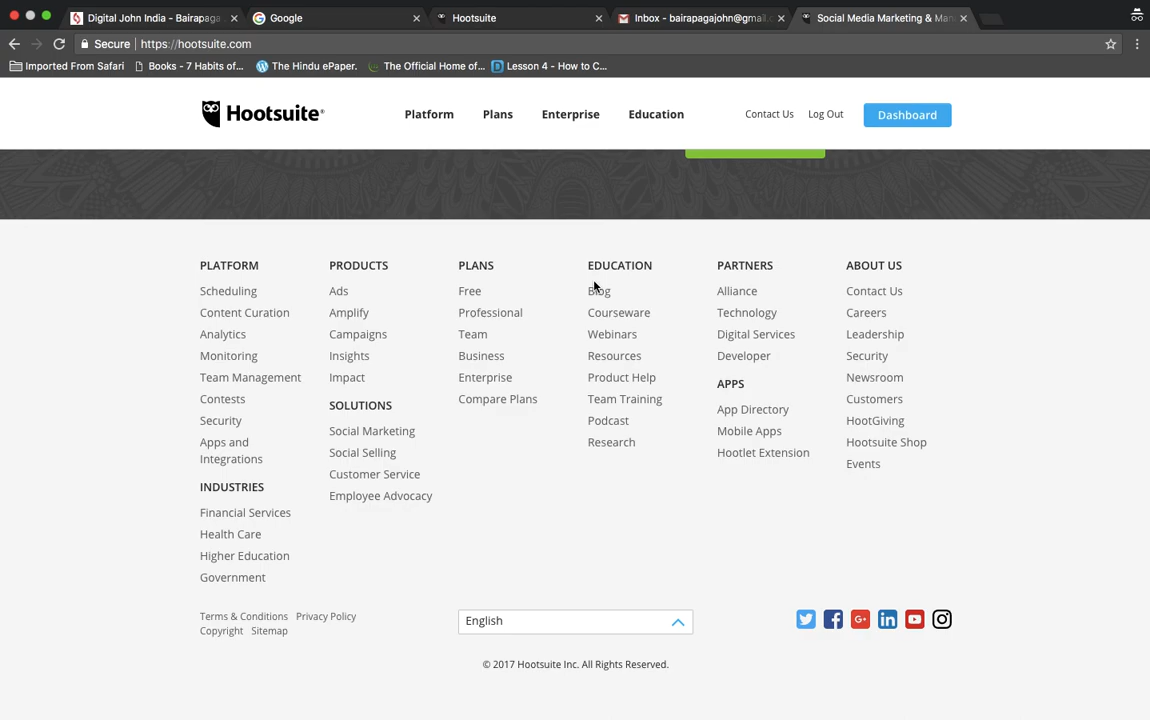 Digital John India - Bairapaga
Google
Hootsuite
Inbox - bairapagajohn@gmail.c
Social Media Marketing & Man
Secure https://hootsuite.com
Imported From Safari
Books - 7 Habits of...
The Hindu ePaper.
The Official Home of...
Lesson 4 - How to C...
Hootsuite®
Platform
Plans
Enterprise
Education
Contact Us
Log Out
Dashboard
PLATFORM
Scheduling
Content Curation
Analytics
Monitoring
Team Management
Contests
Security
Apps and
Integrations
INDUSTRIES
Financial Services
Health Care
Higher Education
Government
PRODUCTS
Ads
Amplify
Campaigns
Insights
Impact
SOLUTIONS
Social Marketing
Social Selling
Customer Service
Employee Advocacy
PLANS
Free
Professional
Team
Business
Enterprise
Compare Plans
EDUCATION
Blog
Courseware
Webinars
Resources
Product Help
Team Training
Podcast
Research
PARTNERS
Alliance
Technology
Digital Services
Developer
APPS
App Directory
Mobile Apps
Hootlet Extension
ABOUT US
Contact Us
Careers
Leadership
Security
Newsroom
Customers
HootGiving
Hootsuite Shop
Events
Terms & Conditions Privacy Policy
Copyright Sitemap
English
© 2017 Hootsuite Inc. All Rights Reserved.